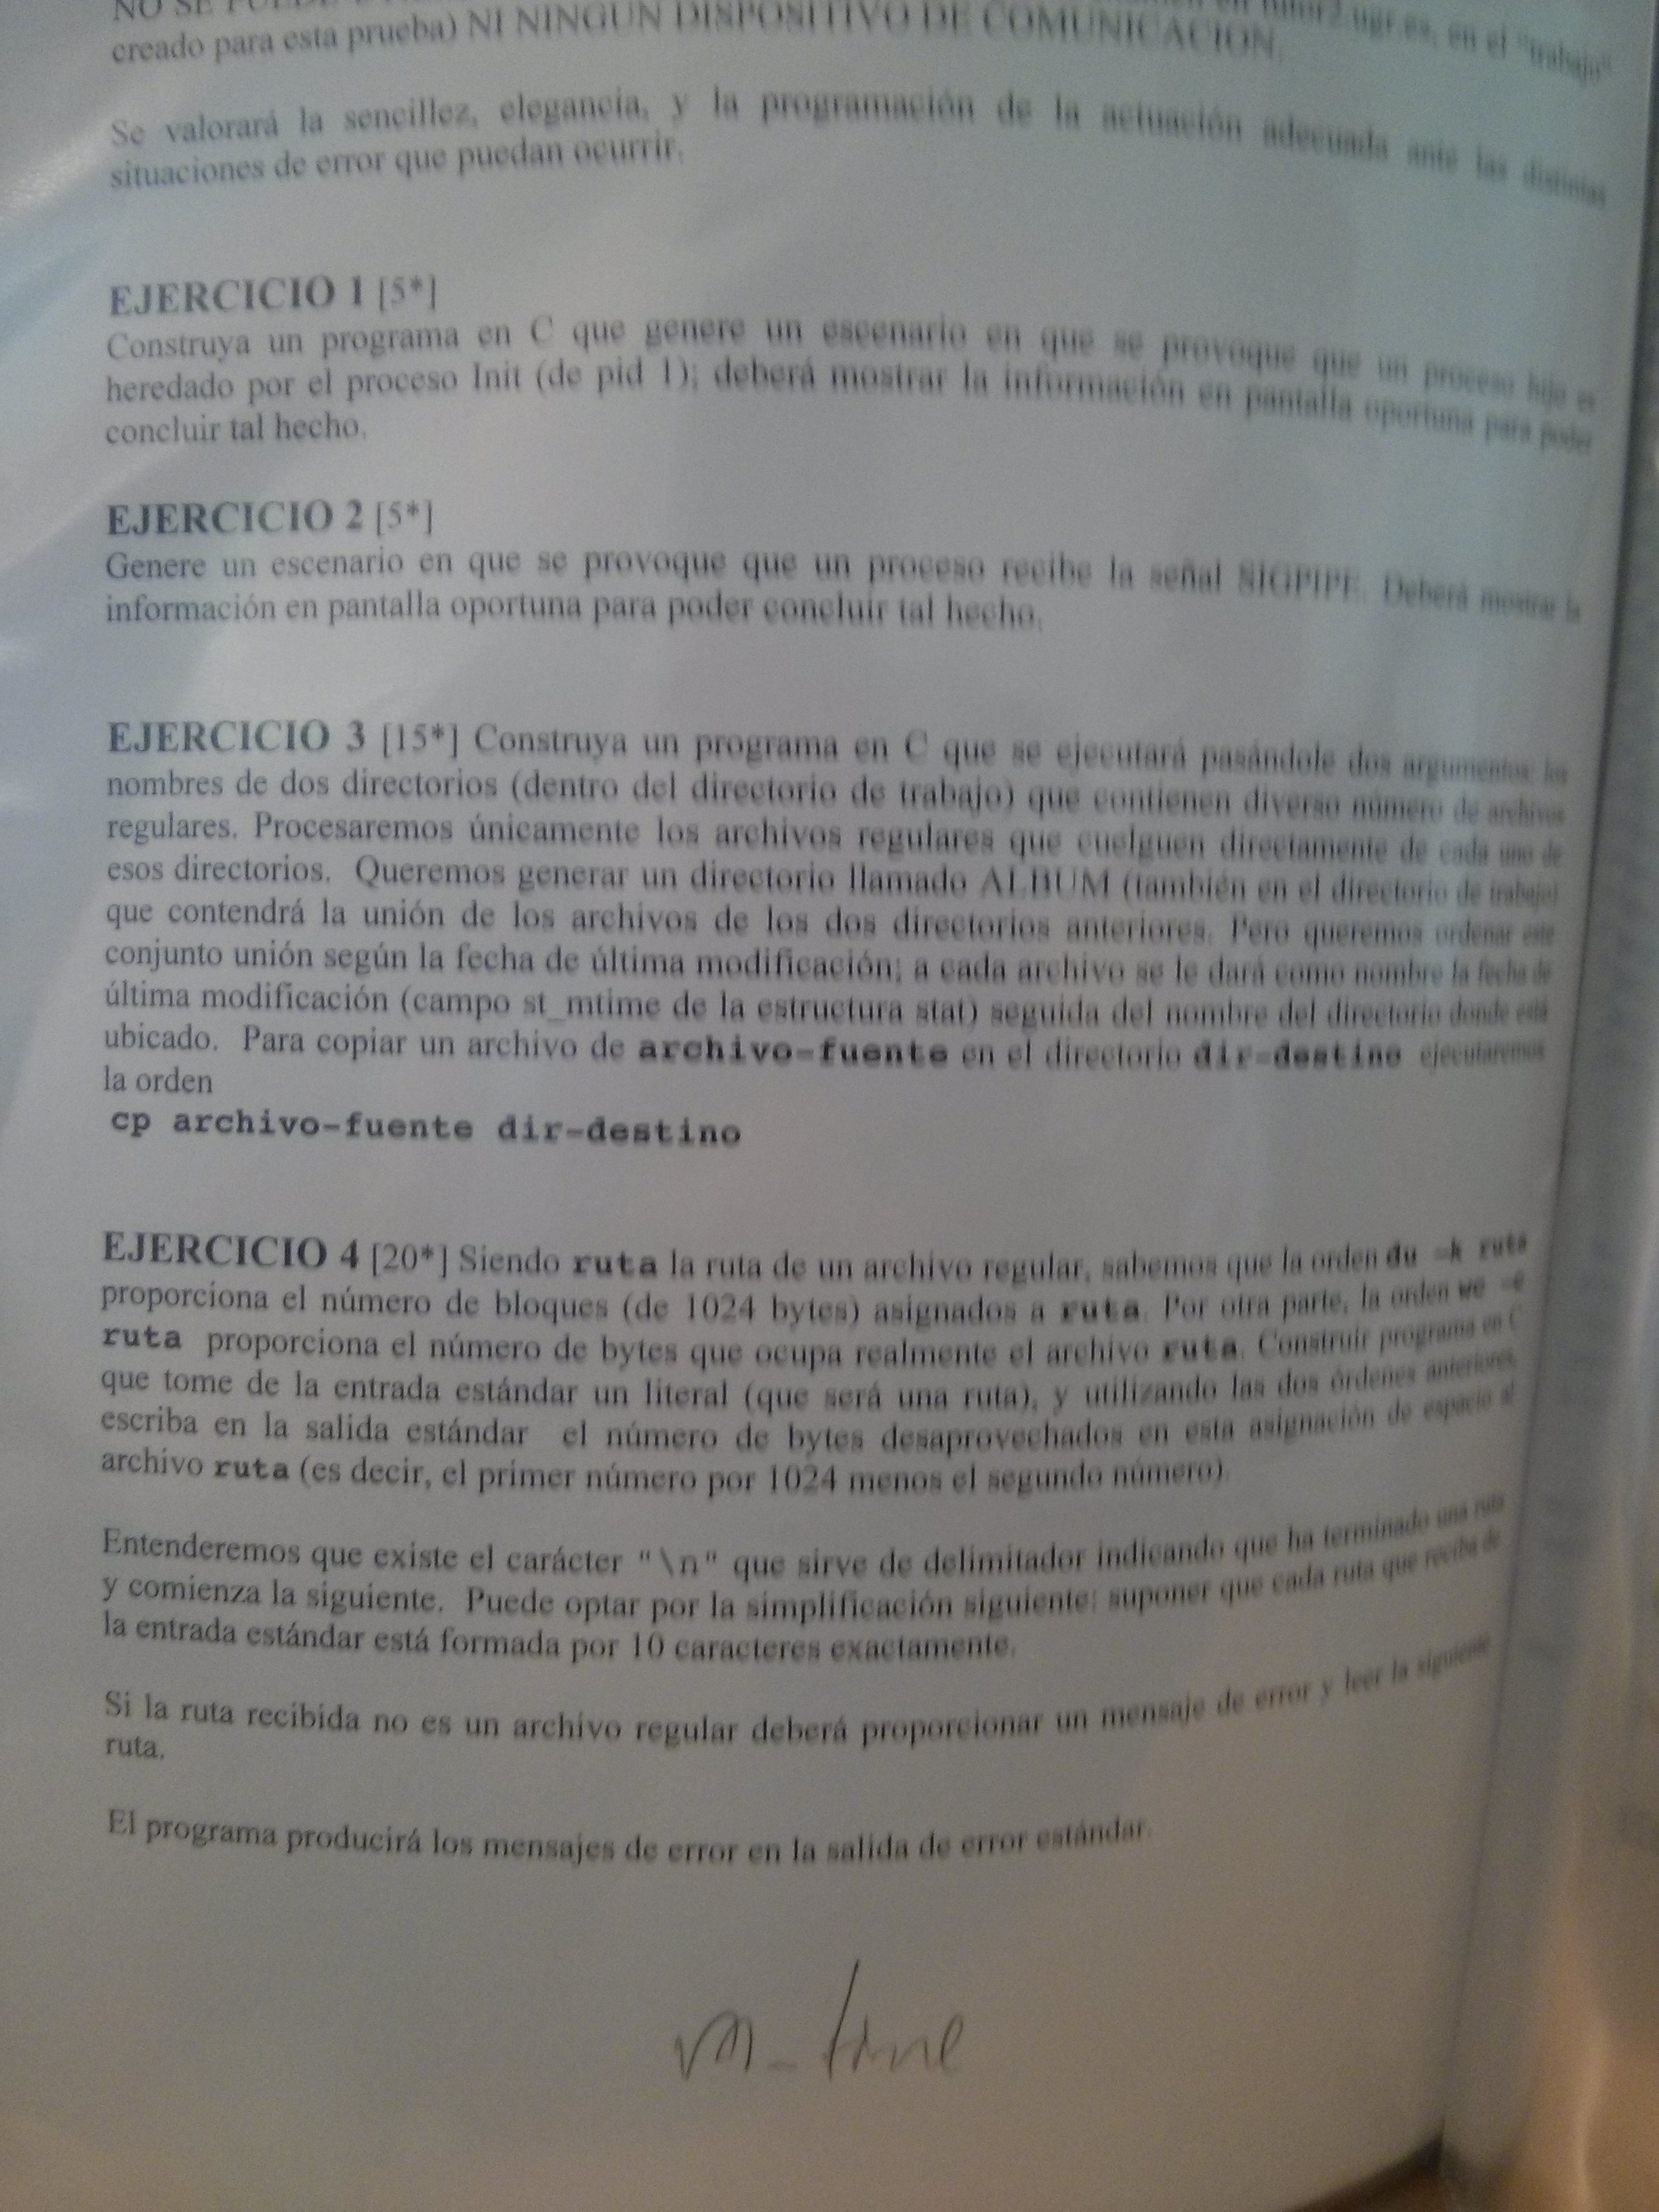 creado para esta prueba) NI NINGÚN DISPOSITIVO DE COMUNICACIÓN.
en tutor2.ugr.es, en el "trabajo"
Se valorará la sencillez, elegancia, y la programación de la actuación adecuada ante las distintas
situaciones de error que puedan ocurrir.
EJERCICIO 1 [5*]
Construya un programa en C que genere un escenario en que se provoque que un proceso hijo es
heredado por el proceso Init (de pid 1); deberá mostrar la información en pantalla oportuna para poder
concluir tal hecho.
EJERCICIO 2 [5*]
Genere un escenario en que se provoque que un proceso recibe la señal SIGPIPE. Deberá mostrar la
información en pantalla oportuna para poder concluir tal hecho.
EJERCICIO 3 [15*] Construya un programa en C que se ejecutará pasándole dos argumentos: los
nombres de dos directorios (dentro del directorio de trabajo) que contienen diverso número de archivos
regulares. Procesaremos únicamente los archivos regulares que cuelguen directamente de cada uno de
esos directorios. Queremos generar un directorio llamado ALBUM (también en el directorio de trabajo)
que contendrá la unión de los archivos de los dos directorios anteriores. Pero queremos ordenar este
conjunto unión según la fecha de última modificación; a cada archivo se le dará como nombre la fecha de
última modificación (campo st_mtime de la estructura stat) seguida del nombre del directorio donde está
ubicado. Para copiar un archivo de archivo-fuente en el directorio dir-destino ejecutaremos
la orden
cp archivo-fuente dir-destino
EJERCICIO 4 [20*] Siendo ruta la ruta de un archivo regular, sabemos que la orden du -k ruta
proporciona el número de bloques (de 1024 bytes) asignados a ruta. Por otra parte, la orden wc -c
ruta proporciona el número de bytes que ocupa realmente el archivo ruta. Construir programa en C
que tome de la entrada estándar un literal (que será una ruta), y utilizando las dos órdenes anteriores,
escriba en la salida estándar el número de bytes desaprovechados en esta asignación de espacio al
archivo ruta (es decir, el primer número por 1024 menos el segundo número).
Entenderemos que existe el carácter "\n" que sirve de delimitador indicando que ha terminado una ruta
y comienza la siguiente. Puede optar por la simplificación siguiente: suponer que cada ruta que reciba de
la entrada estándar está formada por 10 caracteres exactamente.
Si la ruta recibida no es un archivo regular deberá proporcionar un mensaje de error y leer la siguiente
ruta.
El programa producirá los mensajes de error en la salida de error estándar.